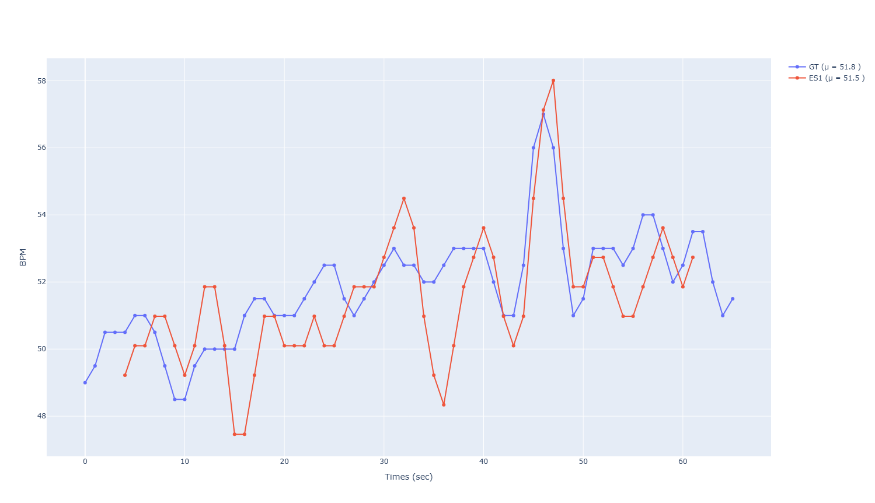 GT (μ = 51.8 )
ES1 (μ = 51.5 )
58
56
54
52
50
48
BPM
0 10 20 30 40 50 60
Times (sec)